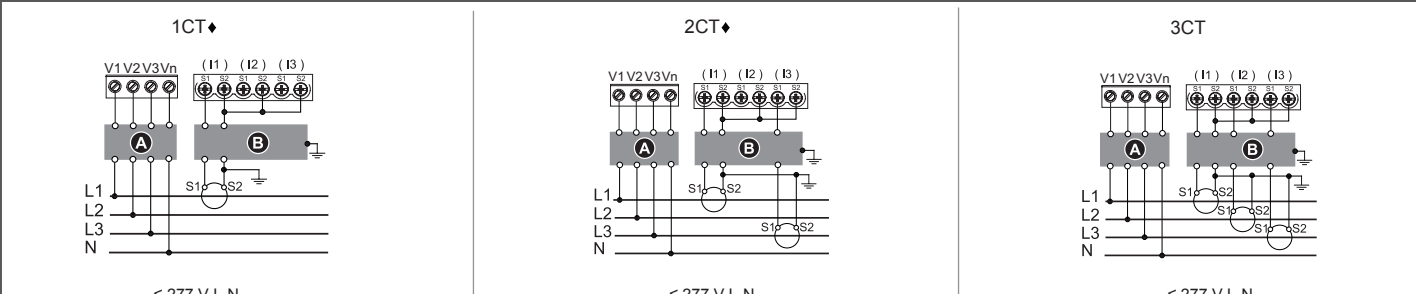 1CT♦
V1 V2 V3 Vn
( I1 ) ( I2 ) ( I3 )
S1 S2 S1 S2 S1 S2
A
B
S1 S2
L1
L2
L3
N
2CT♦
V1 V2 V3 Vn
( I1 ) ( I2 ) ( I3 )
S1 S2 S1 S2 S1 S2
A
B
S1 S2
L1
L2
L3
S1 S2
N
3CT
V1 V2 V3 Vn
( I1 ) ( I2 ) ( I3 )
S1 S2 S1 S2 S1 S2
A
B
S1 S2
L1
S1 S2
L2
S1 S2
L3
N